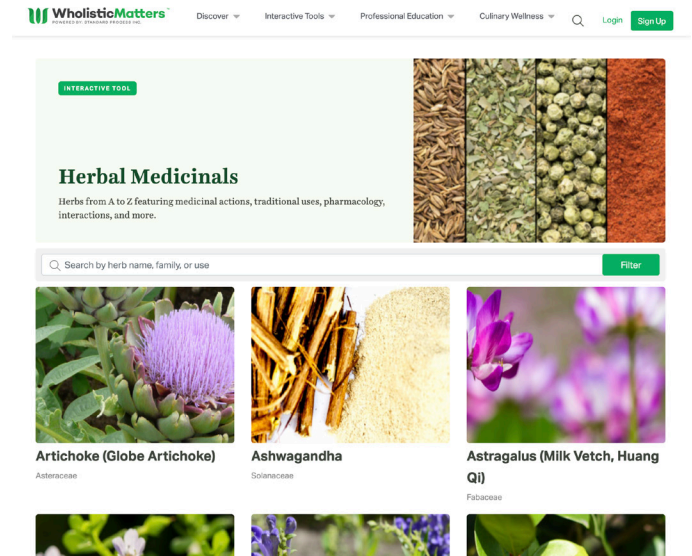 WholisticMatters™
POWERED BY STANDARD PROCESS INC.
Discover
Interactive Tools
Professional Education
Culinary Wellness
Login
Sign Up
INTERACTIVE TOOL
Herbal Medicinals
Herbs from A to Z featuring medicinal actions, traditional uses, pharmacology,
interactions, and more.
Search by herb name, family, or use
Filter
Artichoke (Globe Artichoke)
Asteraceae
Ashwagandha
Solanaceae
Astragalus (Milk Vetch, Huang
Qi)
Fabaceae